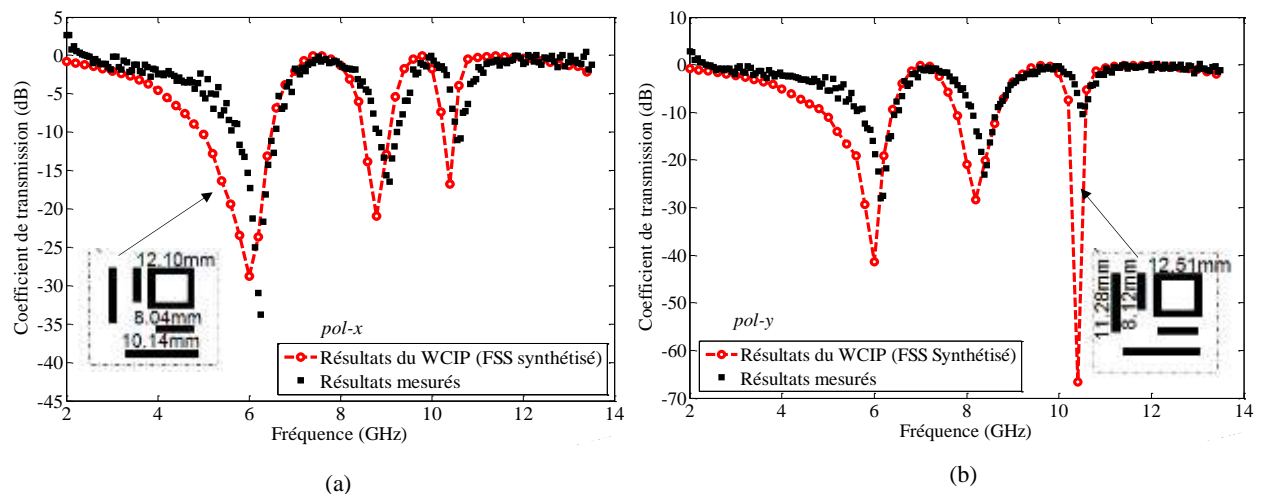 5
0
-5
-10
-15
-20
-25
-30
-35
-40
-45
Coefficient de transmission (dB)
12.10mm
8.04mm
10.14mm
pol-x
Résultats du WCIP (FSS synthétisé)
Résultats mesurés
2 4 6 8 10 12 14
Fréquence (GHz)
(a)
10
0
-10
-20
-30
-40
-50
-60
-70
Coefficient de transmission (dB)
11.28mm
8.12mm
12.51mm
pol-y
Résultats du WCIP (FSS Synthétisé)
Résultats mesurés
2 4 6 8 10 12 14
Fréquence (GHz)
(b)